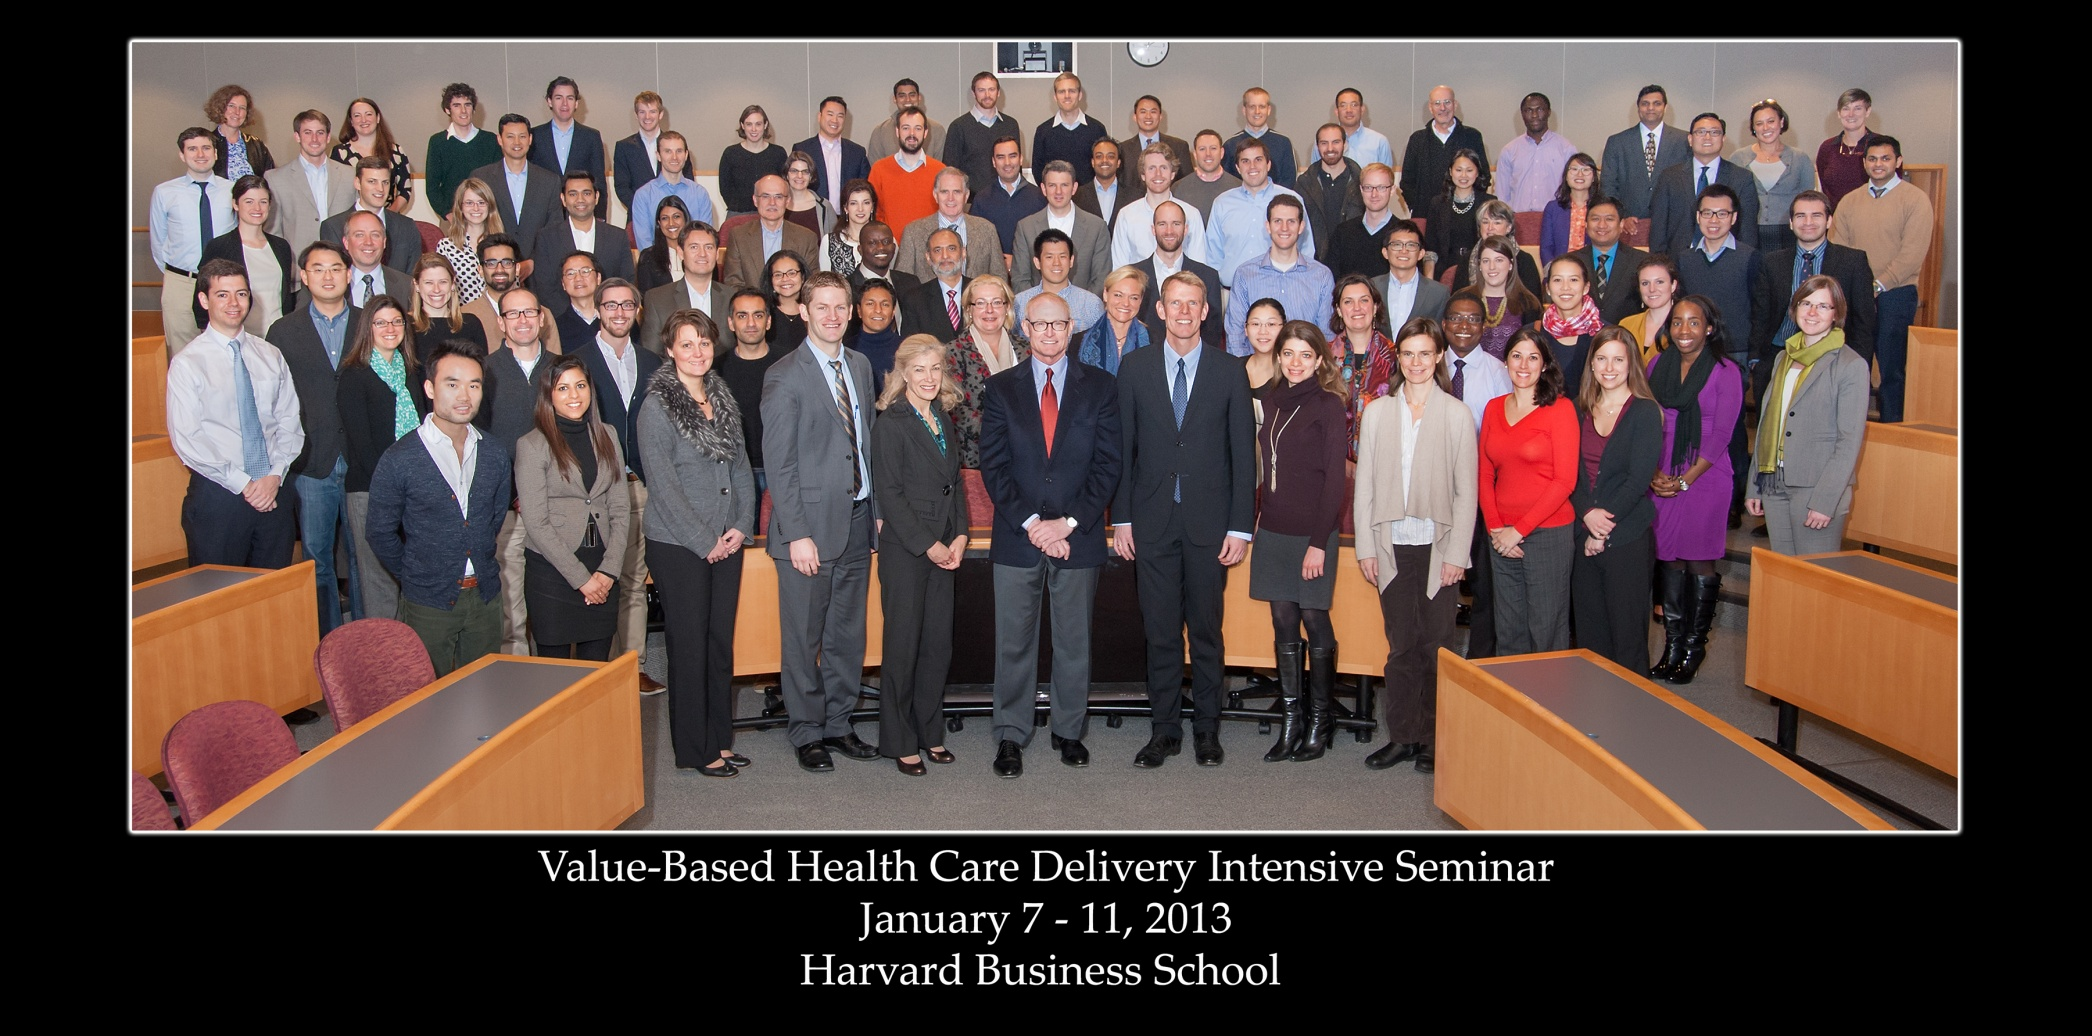 Value-Based Health Care Delivery Intensive Seminar
January 7 - 11, 2013
Harvard Business School